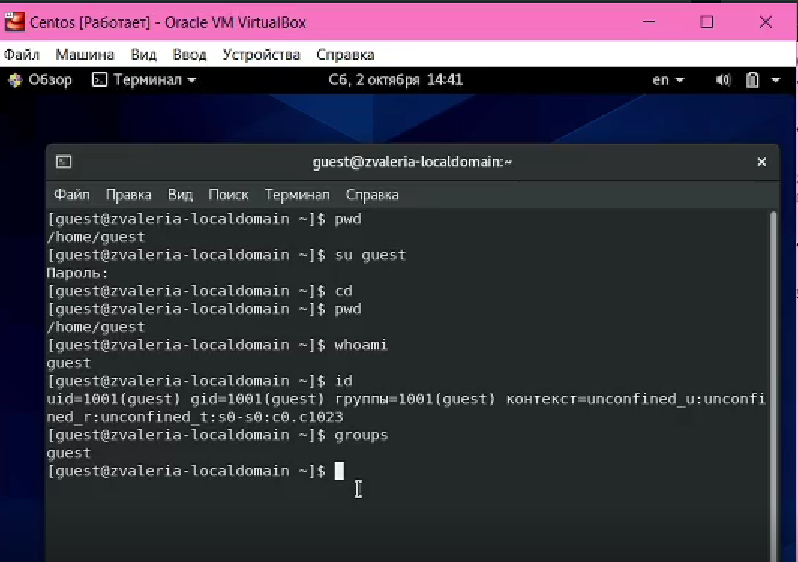 Centos [Работает] - Oracle VM VirtualBox
Файл Машина Вид Ввод Устройства Справка
Обзор Терминал Сб, 2 октября 14:41 en
guest@zvaleria-localdomain:~
Файл Правка Вид Поиск Терминал Справка
[guest@zvaleria-localdomain ~]$ pwd
/home/guest
[guest@zvaleria-localdomain ~]$ su guest
Пароль:
[guest@zvaleria-localdomain ~]$ cd
[guest@zvaleria-localdomain ~]$ pwd
/home/guest
[guest@zvaleria-localdomain ~]$ whoami
guest
[guest@zvaleria-localdomain ~]$ id
uid=1001(guest) gid=1001(guest) группы=1001(guest) контекст=unconfined_u:unconfi
ned_r:unconfined_t:s0-s0:c0.c1023
[guest@zvaleria-localdomain ~]$ groups
guest
[guest@zvaleria-localdomain ~]$